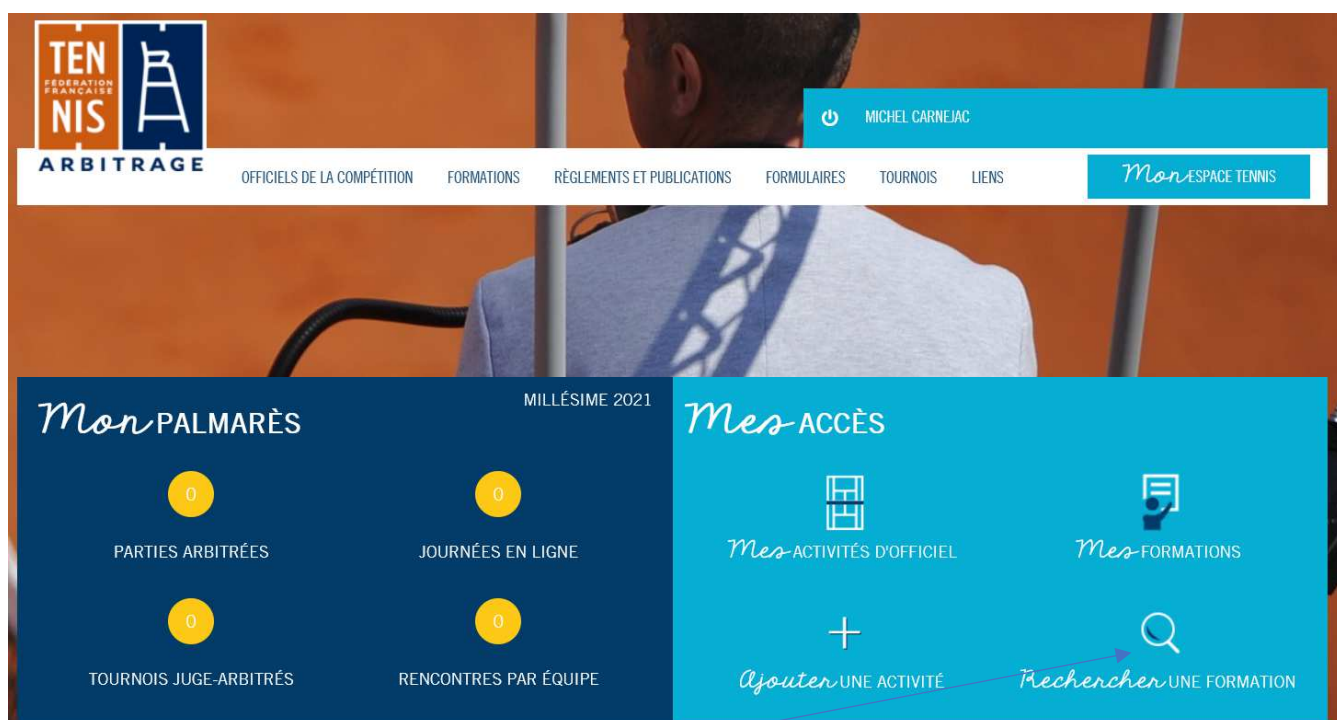 TEN
FÉDÉRATION
FRANÇAISE
NIS
ARBITRAGE
MICHEL CARNEJAC
OFFICIELS DE LA COMPÉTITION FORMATIONS RÈGLEMENTS ET PUBLICATIONS FORMULAIRES TOURNOIS LIENS Mon ESPACE TENNIS
Mon PALMARÈS
MILLÉSIME 2021
0 0
PARTIES ARBITRÉES JOURNÉES EN LIGNE
0 0
TOURNOIS JUGE-ARBITRÉS RENCONTRES PAR ÉQUIPE
Mes ACCÈS
Mes ACTIVITÉS D'OFFICIEL Mes FORMATIONS
Ajouter UNE ACTIVITÉ Rechercher UNE FORMATION